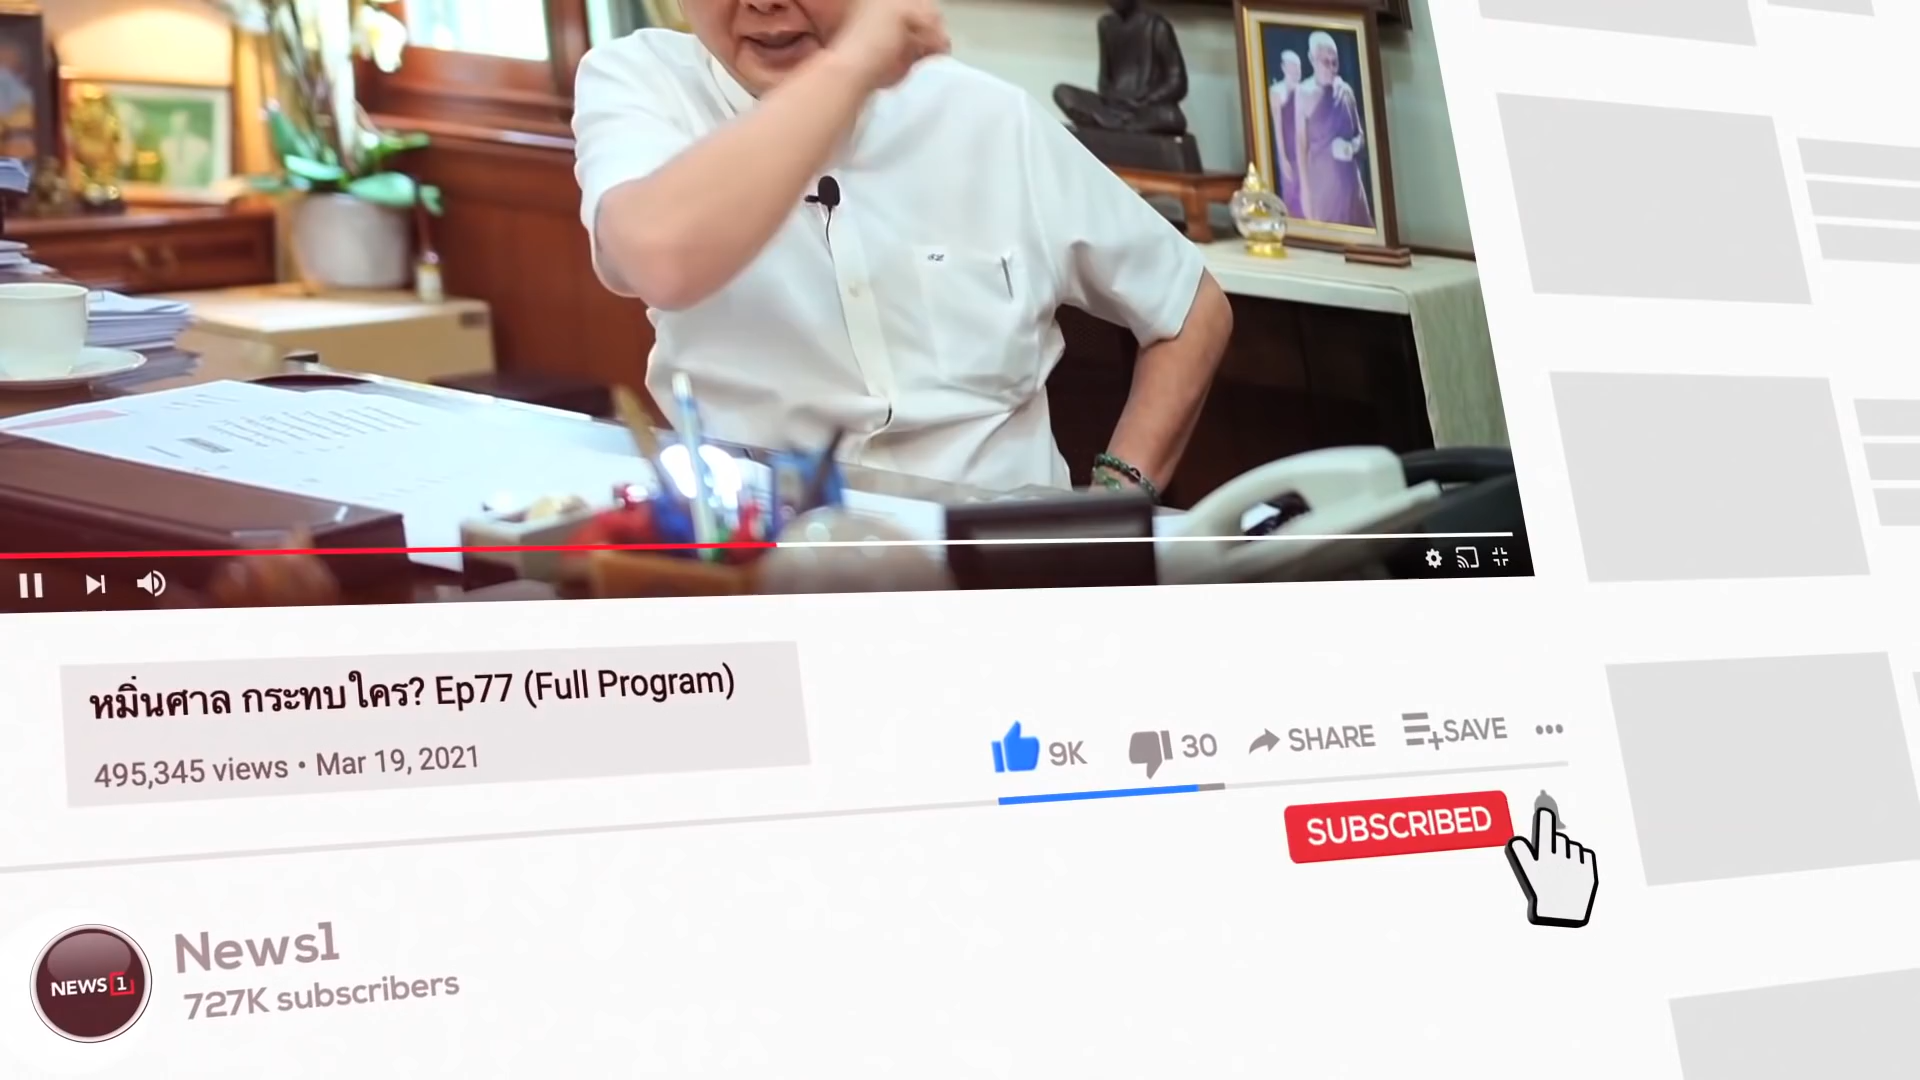 หมิ่นศาล กระทบใคร? Ep77 (Full Program)
495,345 views • Mar 19, 2021
9K
30
SHARE
SAVE
SUBSCRIBED
NEWS 1
News1
727K subscribers